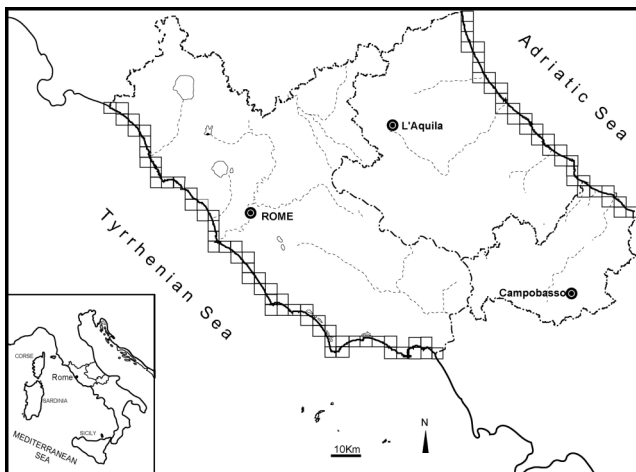 Adriatic Sea
L'Aquila
ROME
Tyrrhenian Sea
Campobasso
CORSE
Rome
SARDINIA
SICILY
MEDITERRANEAN
SEA
N
10Km